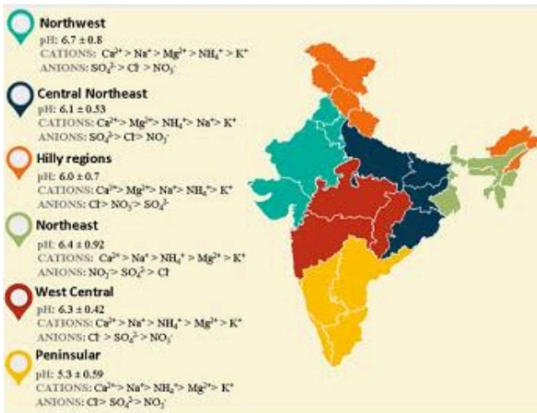 Northwest
pH: 6.7 ± 0.8
CATIONS: Ca²⁺ > Na⁺ > Mg²⁺ > NH₄⁺ > K⁺
ANIONS: SO₄²⁻ > Cl⁻ > NO₃⁻
Central Northeast
pH: 6.1 ± 0.53
CATIONS: Ca²⁺ > Mg²⁺ > NH₄⁺ > Na⁺ > K⁺
ANIONS: SO₄²⁻ > Cl⁻ > NO₃⁻
Hilly regions
pH: 6.0 ± 0.7
CATIONS: Ca²⁺ > Mg²⁺ > Na⁺ > NH₄⁺ > K⁺
ANIONS: Cl⁻ > NO₃⁻ > SO₄²⁻
Northeast
pH: 6.4 ± 0.92
CATIONS: Ca²⁺ > Na⁺ > NH₄⁺ > Mg²⁺ > K⁺
ANIONS: NO₃⁻ > SO₄²⁻ > Cl⁻
West Central
pH: 6.3 ± 0.42
CATIONS: Ca²⁺ > Na⁺ > NH₄⁺ > Mg²⁺ > K⁺
ANIONS: Cl⁻ > SO₄²⁻ > NO₃⁻
Peninsular
pH: 5.3 ± 0.59
CATIONS: Ca²⁺ > Na⁺ > NH₄⁺ > Mg²⁺ > K⁺
ANIONS: Cl⁻ > SO₄²⁻ > NO₃⁻